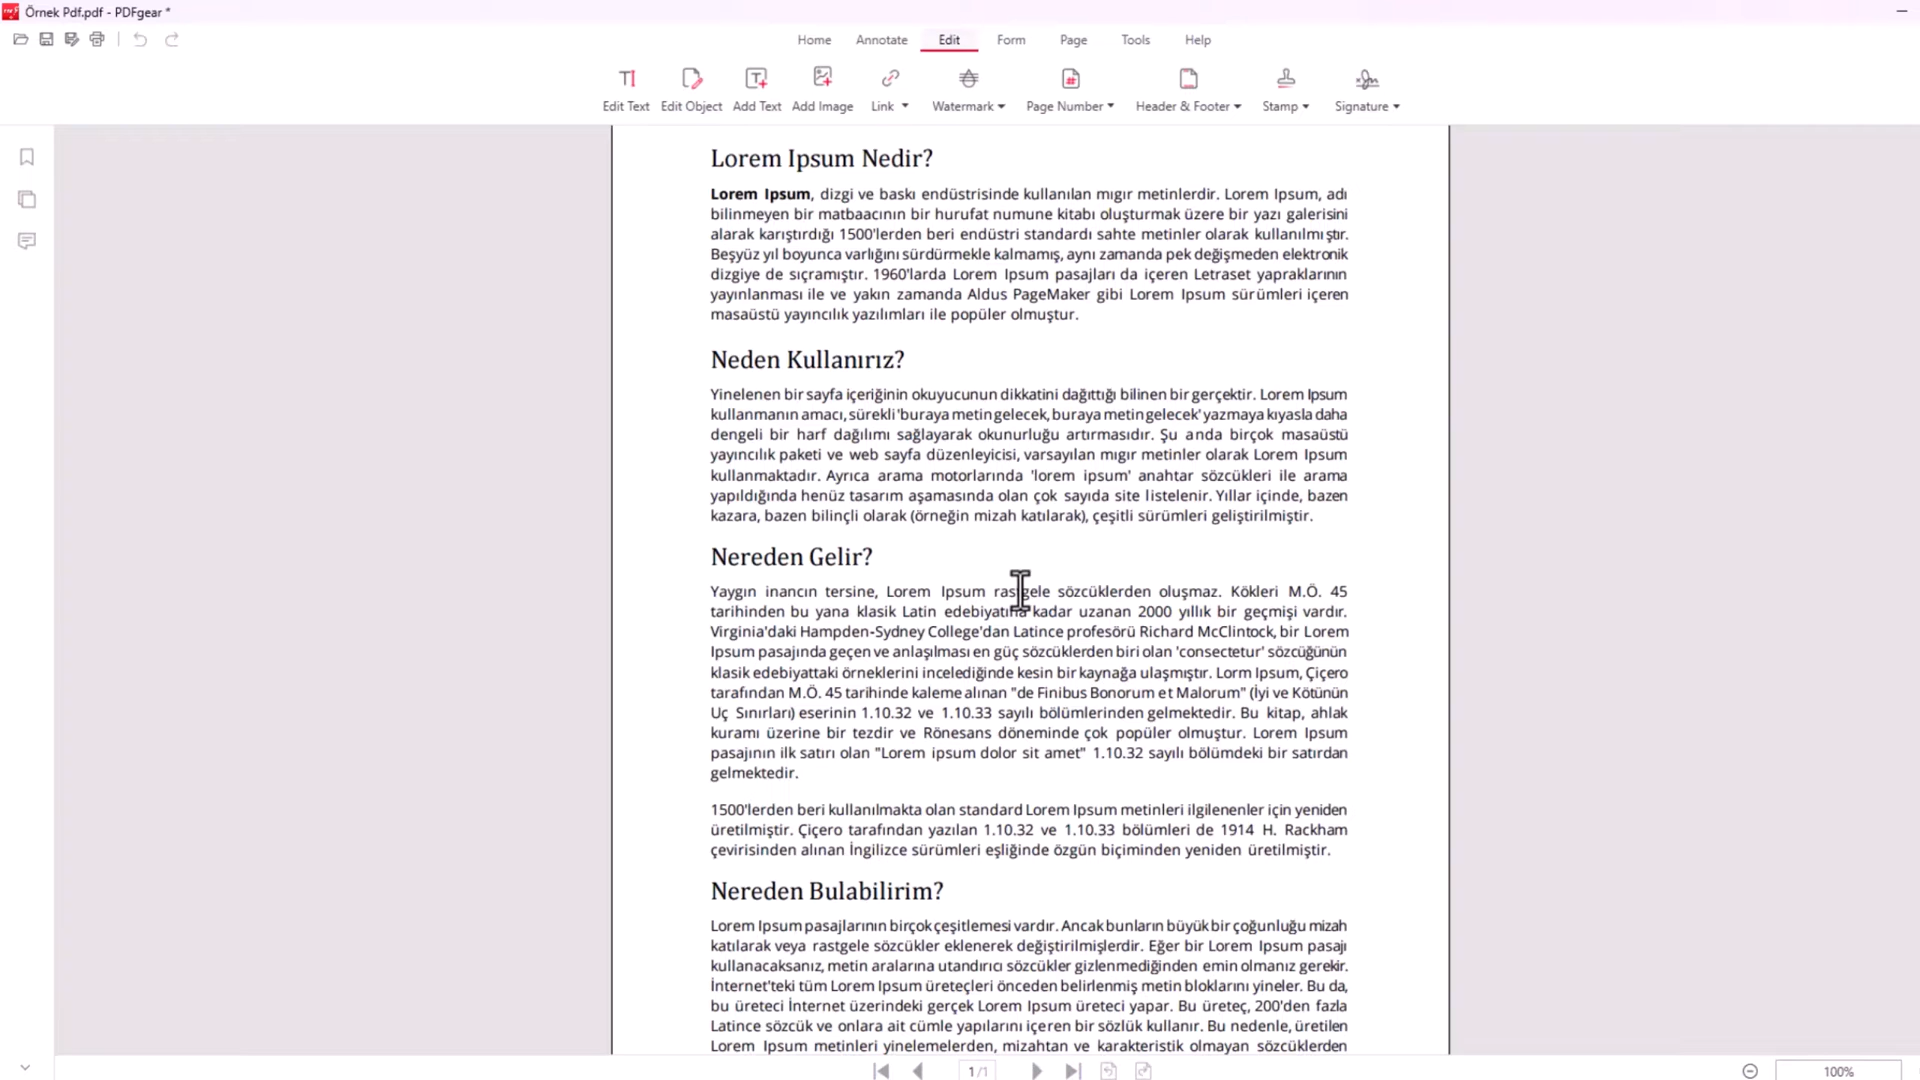 Örnek Pdf.pdf - PDFgear *
Home Annotate Edit Form Page Tools Help
Edit Text Edit Object Add Text Add Image Link Watermark Page Number Header & Footer Stamp Signature
Lorem Ipsum Nedir?
Lorem Ipsum, dizgi ve baskı endüstrisinde kullanılan mıgır metinlerdir. Lorem Ipsum, adı
bilinmeyen bir matbaacının bir hurufat numune kitabı oluşturmak üzere bir yazı galerisini
alarak karıştırdığı 1500'lerden beri endüstri standardı sahte metinler olarak kullanılmıştır.
Beşyüz yıl boyunca varlığını sürdürmekle kalmamış, aynı zamanda pek değişmeden elektronik
dizgiye de sıçramıştır. 1960'larda Lorem Ipsum pasajları da içeren Letraset yapraklarının
yayınlanması ile ve yakın zamanda Aldus PageMaker gibi Lorem Ipsum sürümleri içeren
masaüstü yayıncılık yazılımları ile popüler olmuştur.
Neden Kullanırız?
Yinelenen bir sayfa içeriğinin okuyucunun dikkatini dağıttığı bilinen bir gerçektir. Lorem Ipsum
kullanmanın amacı, sürekli 'buraya metin gelecek, buraya metin gelecek' yazmaya kıyasla daha
dengeli bir harf dağılımı sağlayarak okunurluğu artırmasıdır. Şu anda birçok masaüstü
yayıncılık paketi ve web sayfa düzenleyicisi, varsayılan mıgır metinler olarak Lorem Ipsum
kullanmaktadır. Ayrıca arama motorlarında 'lorem ipsum' anahtar sözcükleri ile arama
yapıldığında henüz tasarım aşamasında olan çok sayıda site listelenir. Yıllar içinde, bazen
kazara, bazen bilinçli olarak (örneğin mizah katılarak), çeşitli sürümleri geliştirilmiştir.
Nereden Gelir?
Yaygın inancın tersine, Lorem Ipsum rastgele sözcüklerden oluşmaz. Kökleri M.Ö. 45
tarihinden bu yana klasik Latin edebiyatına kadar uzanan 2000 yıllık bir geçmişi vardır.
Virginia'daki Hampden-Sydney College'dan Latince profesörü Richard McClintock, bir Lorem
Ipsum pasajında geçen ve anlaşılması en güç sözcüklerden biri olan 'consectetur' sözcüğünün
klasik edebiyattaki örneklerini incelediğinde kesin bir kaynağa ulaşmıştır. Lorm Ipsum, Çiçero
tarafından M.Ö. 45 tarihinde kaleme alınan "de Finibus Bonorum et Malorum" (İyi ve Kötünün
Uç Sınırları) eserinin 1.10.32 ve 1.10.33 sayılı bölümlerinden gelmektedir. Bu kitap, ahlak
kuramı üzerine bir tezdir ve Rönesans döneminde çok popüler olmuştur. Lorem Ipsum
pasajının ilk satırı olan "Lorem ipsum dolor sit amet" 1.10.32 sayılı bölümdeki bir satırdan
gelmektedir.
1500'lerden beri kullanılmakta olan standard Lorem Ipsum metinleri ilgilenenler için yeniden
üretilmiştir. Çiçero tarafından yazılan 1.10.32 ve 1.10.33 bölümleri de 1914 H. Rackham
çevirisinden alınan İngilizce sürümleri eşliğinde özgün biçiminden yeniden üretilmiştir.
Nereden Bulabilirim?
Lorem Ipsum pasajlarının birçok çeşitlemesi vardır. Ancak bunların büyük bir çoğunluğu mizah
katılarak veya rastgele sözcükler eklenerek değiştirilmişlerdir. Eğer bir Lorem Ipsum pasajı
kullanacaksanız, metin aralarına utandırıcı sözcükler gizlenmediğinden emin olmanız gerekir.
İnternet'teki tüm Lorem Ipsum üreteçleri önceden belirlenmiş metin bloklarını yineler. Bu da,
bu üreteci İnternet üzerindeki gerçek Lorem Ipsum üreteci yapar. Bu üreteç, 200'den fazla
Latince sözcük ve onlara ait cümle yapılarını içeren bir sözlük kullanır. Bu nedenle, üretilen
Lorem Ipsum metinleri yinelemelerden, mizahtan ve karakteristik olmayan sözcüklerden
1/1 100%